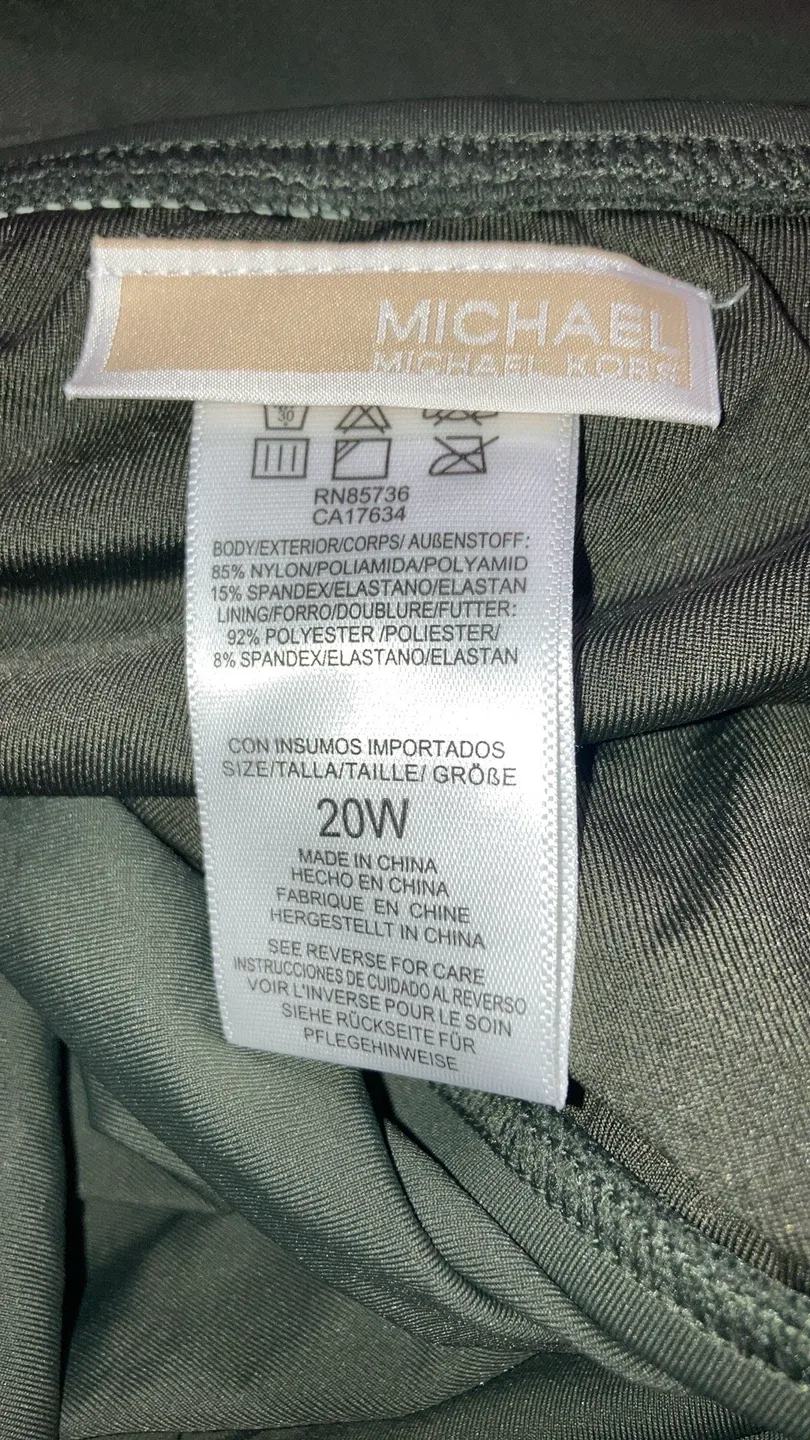 MICHAEL
MICHAEL KORS
30
RN85736
CA17634
BODY/EXTERIOR/CORPS/ AUßENSTOFF:
85% NYLON/POLIAMIDA/POLYAMID
15% SPANDEX/ELASTANO/ELASTAN
LINING/FORRO/DOUBLURE/FUTTER:
92% POLYESTER /POLIESTER/
8% SPANDEX/ELASTANO/ELASTAN
CON INSUMOS IMPORTADOS
SIZE/TALLA/TAILLE/ GRÖßE
20W
MADE IN CHINA
HECHO EN CHINA
FABRIQUE EN CHINE
HERGESTELLT IN CHINA
SEE REVERSE FOR CARE
INSTRUCCIONES DE CUIDADO AL REVERSO
VOIR L'INVERSE POUR LE SOIN
SIEHE RÜCKSEITE FÜR
PFLEGEHINWEISE